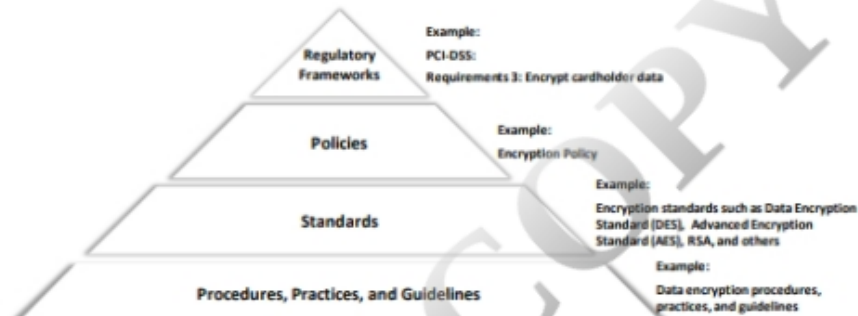 Regulatory
Frameworks
Example:
PCI-DSS:
Requirements 3: Encrypt cardholder data
Policies
Example:
Encryption Policy
Standards
Example:
Encryption standards such as Data Encryption
Standard (DES), Advanced Encryption
Standard (AES), RSA, and others
Procedures, Practices, and Guidelines
Example:
Data encryption procedures,
practices, and guidelines
COPY